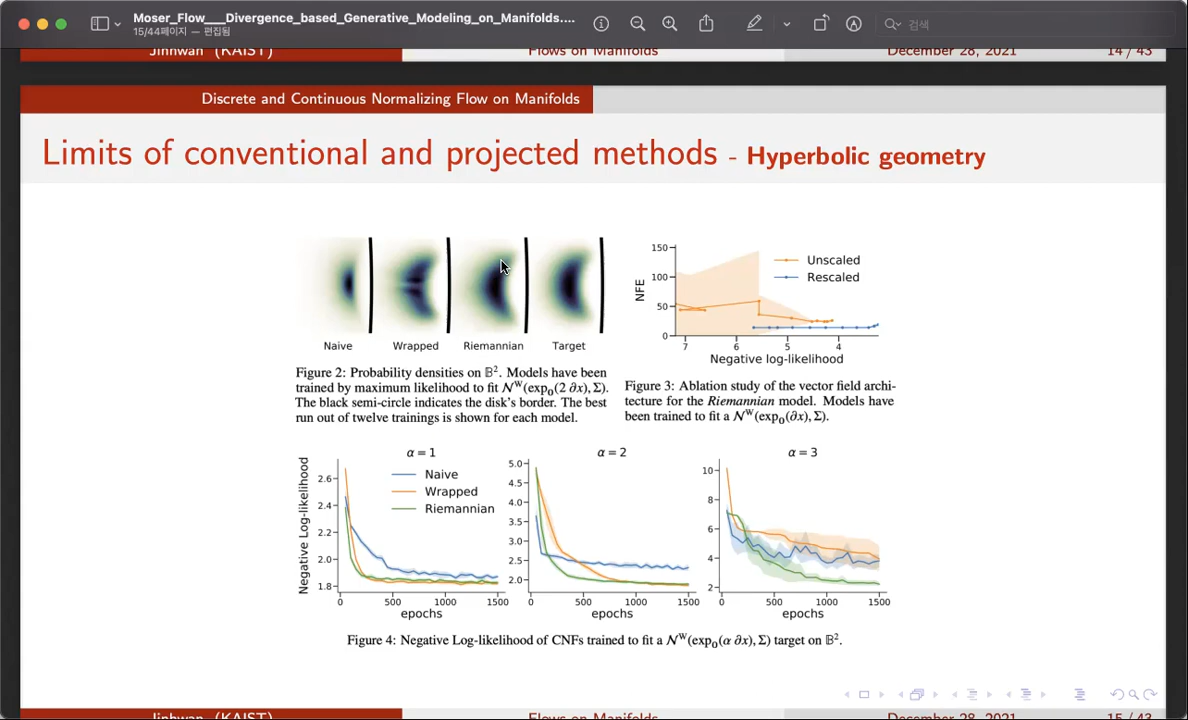 Moser_Flow___Divergence_based_Generative_Modeling_on_Manifolds....
15/44페이지 — 편집됨
검색
Jinhwan (KAIST) Flows on Manifolds December 28, 2021 14 / 43
Discrete and Continuous Normalizing Flow on Manifolds
Limits of conventional and projected methods - Hyperbolic geometry
Naive Wrapped Riemannian Target
Figure 2: Probability densities on 𝔹². Models have been
trained by maximum likelihood to fit 𝒩ᵂ(exp₀(2 ∂x), Σ).
The black semi-circle indicates the disk's border. The best
run out of twelve trainings is shown for each model.
150
100
50
0
NFE
Unscaled
Rescaled
7 6 5 4
Negative log-likelihood
Figure 3: Ablation study of the vector field archi-
tecture for the Riemannian model. Models have
been trained to fit a 𝒩ᵂ(exp₀(∂x), Σ).
Negative Log-likelihood
α = 1
2.6
2.4
2.2
2.0
1.8
Naive
Wrapped
Riemannian
0 500 1000 1500
epochs
α = 2
5.0
4.5
4.0
3.5
3.0
2.5
2.0
0 500 1000 1500
epochs
α = 3
10
8
6
4
2
0 500 1000 1500
epochs
Figure 4: Negative Log-likelihood of CNFs trained to fit a 𝒩ᵂ(exp₀(α ∂x), Σ) target on 𝔹².
Jinhwan (KAIST) Flows on Manifolds December 28, 2021 15 / 43